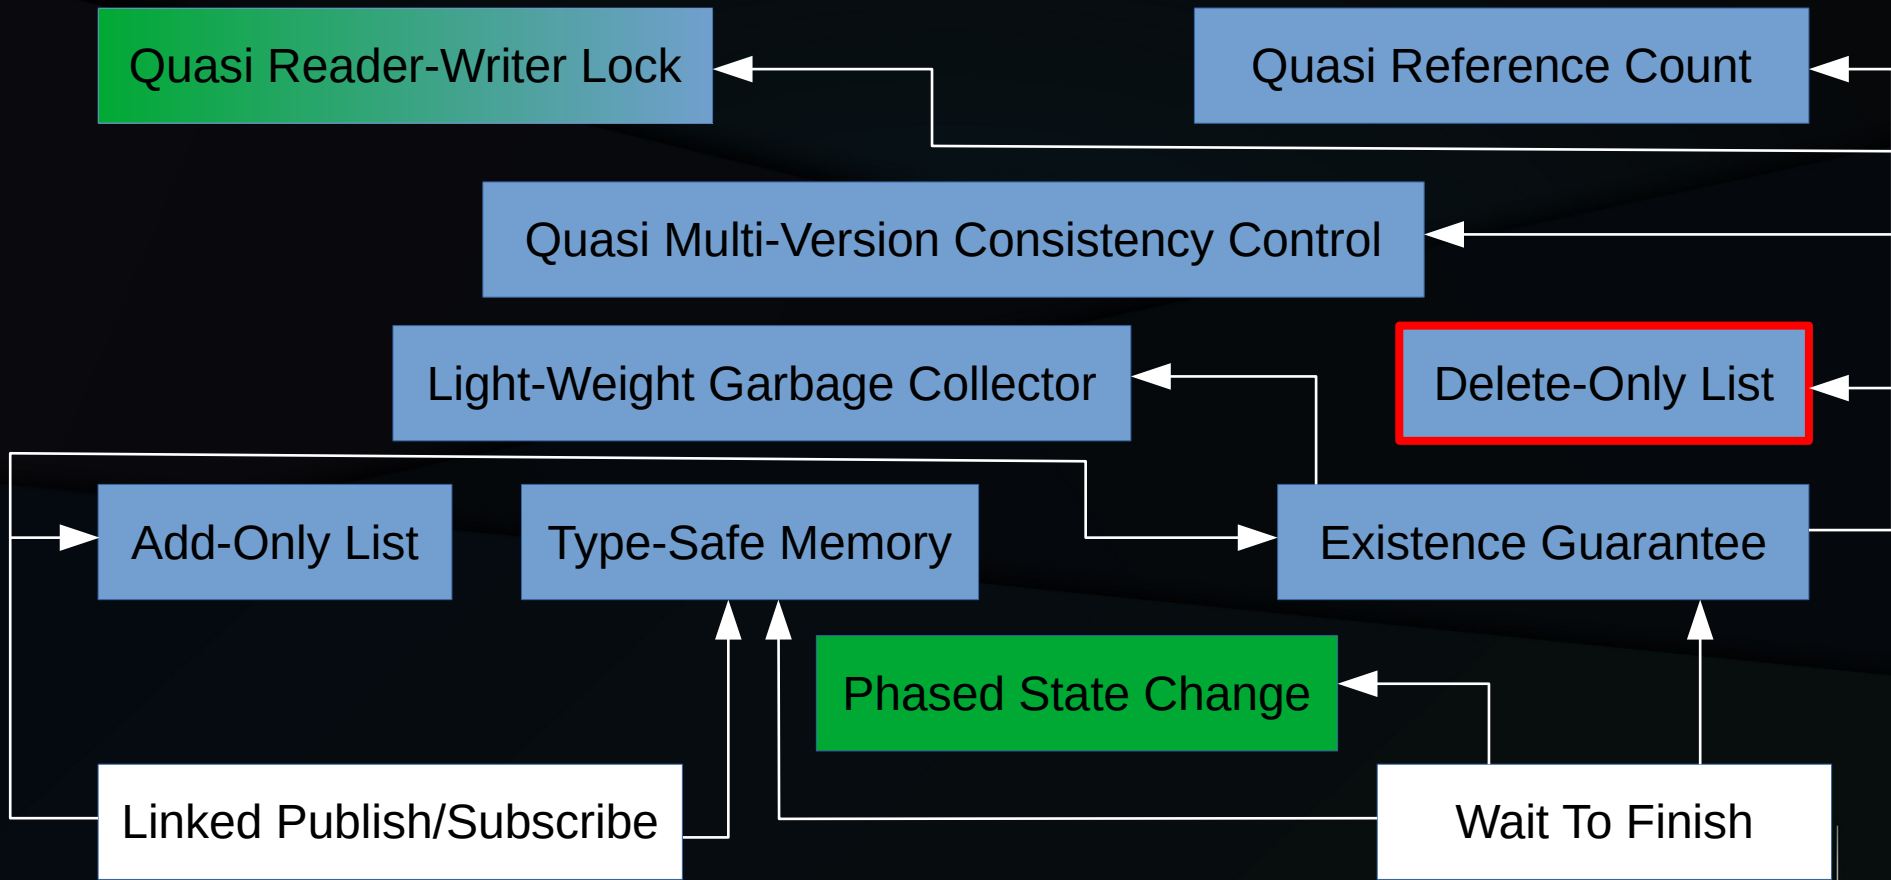 Quasi Reader-Writer Lock
Quasi Reference Count
Quasi Multi-Version Consistency Control
Light-Weight Garbage Collector
Delete-Only List
Add-Only List
Type-Safe Memory
Existence Guarantee
Phased State Change
Linked Publish/Subscribe
Wait To Finish